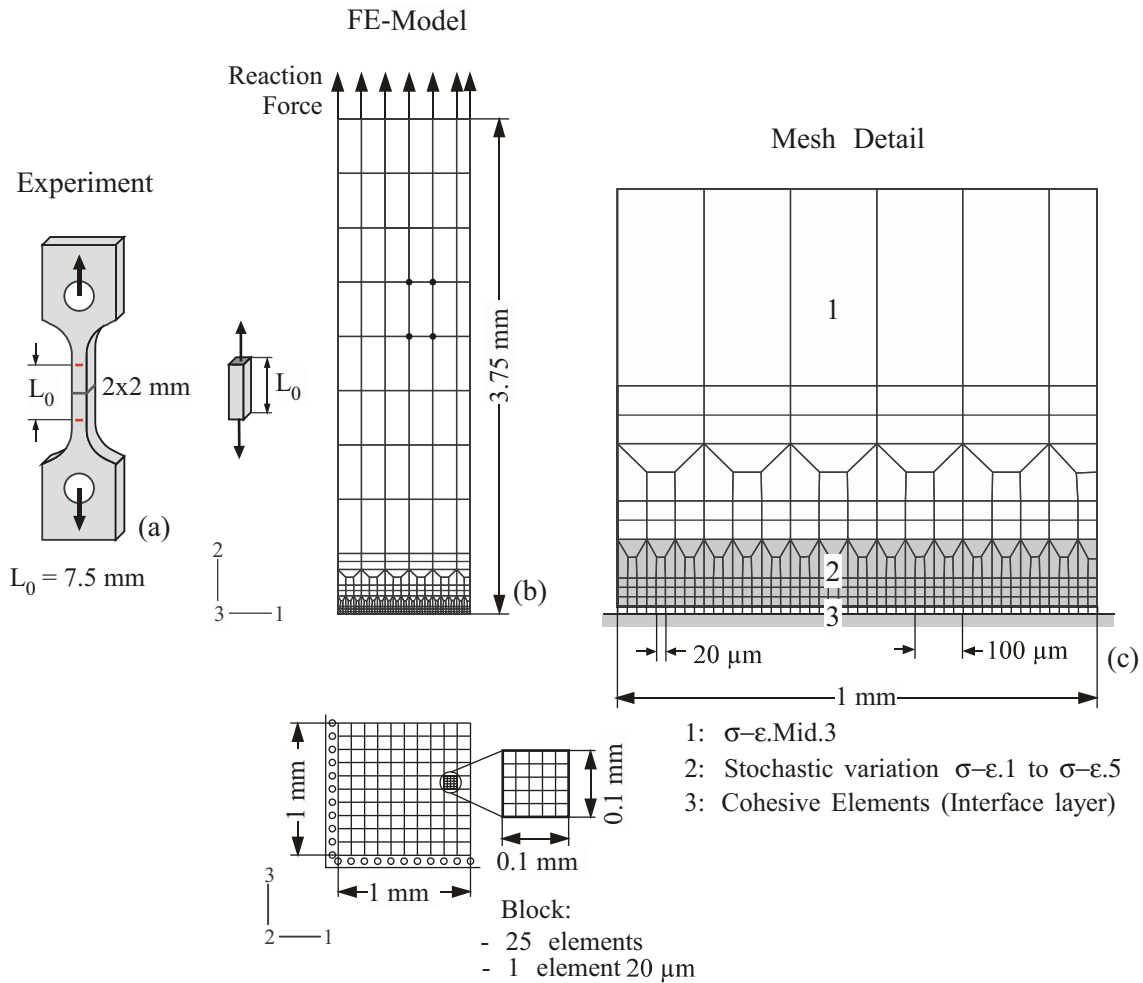 FE-Model
Reaction
Force
Mesh Detail
Experiment
3.75 mm
1
L0
2x2 mm
L0
(a)
2
L0 = 7.5 mm
3
1
(b)
2
3
20 µm
100 µm
(c)
1 mm
1: σ–ε.Mid.3
2: Stochastic variation σ–ε.1 to σ–ε.5
3: Cohesive Elements (Interface layer)
1 mm
0.1 mm
0.1 mm
1 mm
3
2
1
Block:
- 25 elements
- 1 element 20 µm